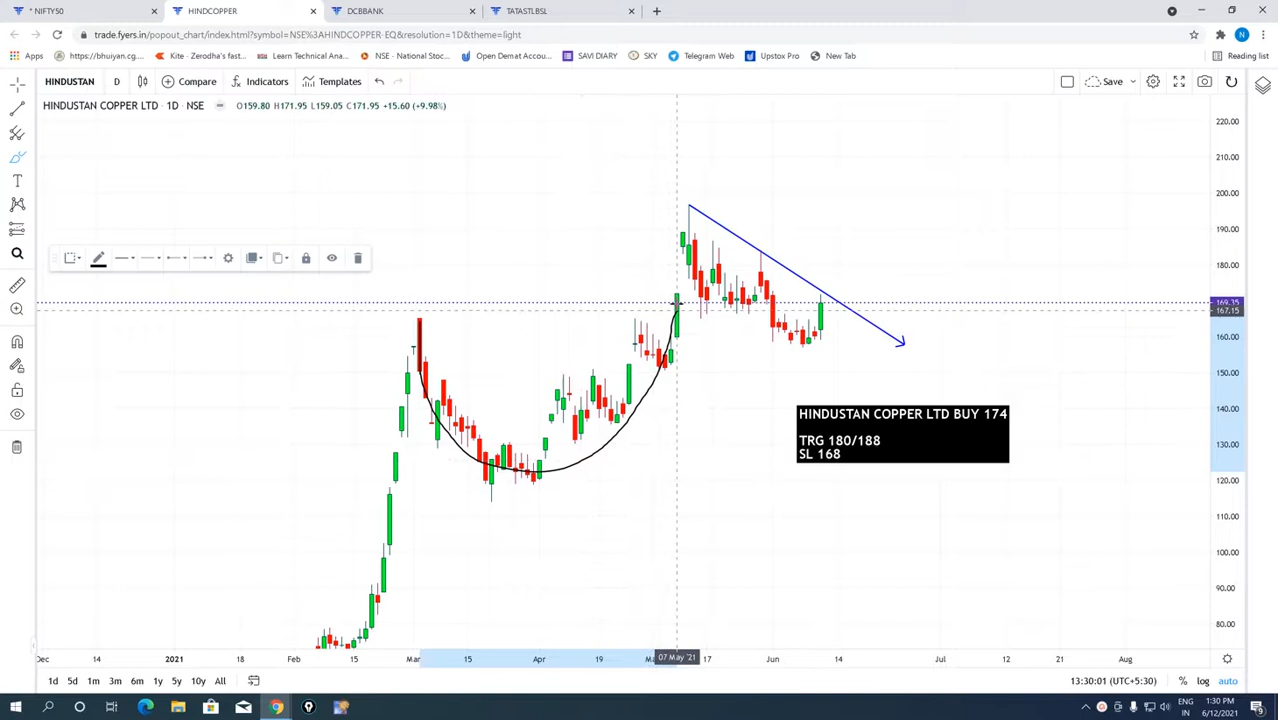 * NIFTY50
HINDCOPPER
DCBBANK
TATASTLBSL
trade.fyers.in/popout_chart/index.html?symbol=NSE%3AHINDCOPPER-EQ&resolution=1D&theme=light
Apps
https://bhuiyan.cg...
Kite - Zerodha's fast...
Learn Technical Ana...
NSE - National Stoc...
Open Demat Accou...
SAVI DIARY
SKY
Telegram Web
Upstox Pro
New Tab
Reading list
HINDUSTAN
D
Compare
Indicators
Templates
Save
HINDUSTAN COPPER LTD · 1D · NSE
O159.80 H171.95 L159.05 C171.95 +15.60 (+9.98%)
220.00
210.00
200.00
190.00
180.00
169.35
167.15
160.00
150.00
140.00
130.00
120.00
110.00
100.00
90.00
80.00
HINDUSTAN COPPER LTD BUY 174
TRG 180/188
SL 168
Dec
14
2021
18
Feb
15
Mar
15
Apr
19
07 May '21
17
Jun
14
Jul
12
21
Aug
1d
5d
1m
3m
6m
1y
5y
10y
All
13:30:01 (UTC+5:30)
%
log
auto
ENG
IN
1:30 PM
6/12/2021